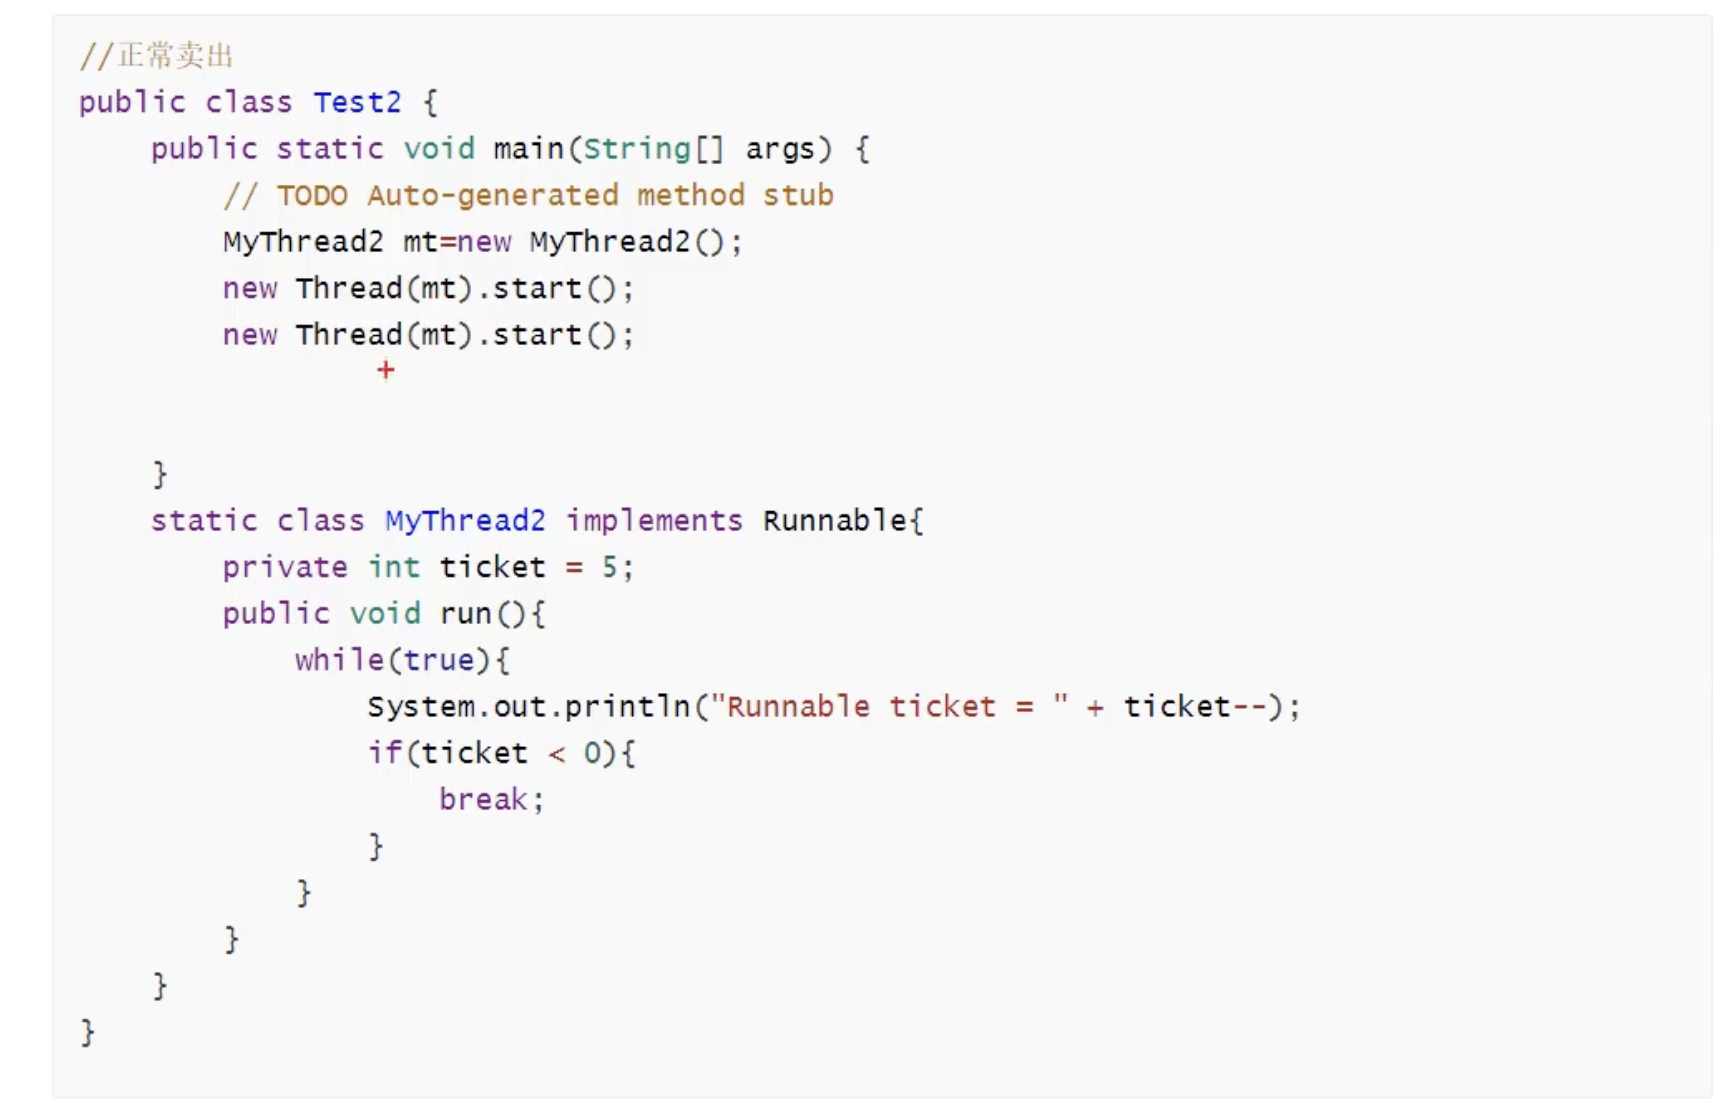 //正常卖出
public class Test2 {
    public static void main(String[] args) {
        // TODO Auto-generated method stub
        MyThread2 mt=new MyThread2();
        new Thread(mt).start();
        new Thread(mt).start();
    }
    static class MyThread2 implements Runnable{
        private int ticket = 5;
        public void run(){
            while(true){
                System.out.println("Runnable ticket = " + ticket--);
                if(ticket < 0){
                    break;
                }
            }
        }
    }
}